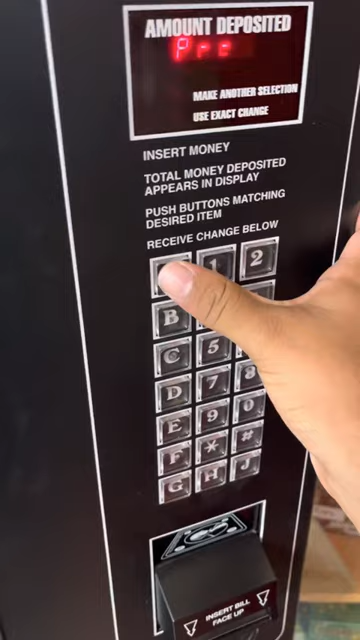 AMOUNT DEPOSITED
Pre
MAKE ANOTHER SELECTION
USE EXACT CHANGE
INSERT MONEY
TOTAL MONEY DEPOSITED
APPEARS IN DISPLAY
PUSH BUTTONS MATCHING
DESIRED ITEM
RECEIVE CHANGE BELOW
1 2
B
C 5
D 7 8
E 9 0
F * #
G H J
INSERT BILL
FACE UP